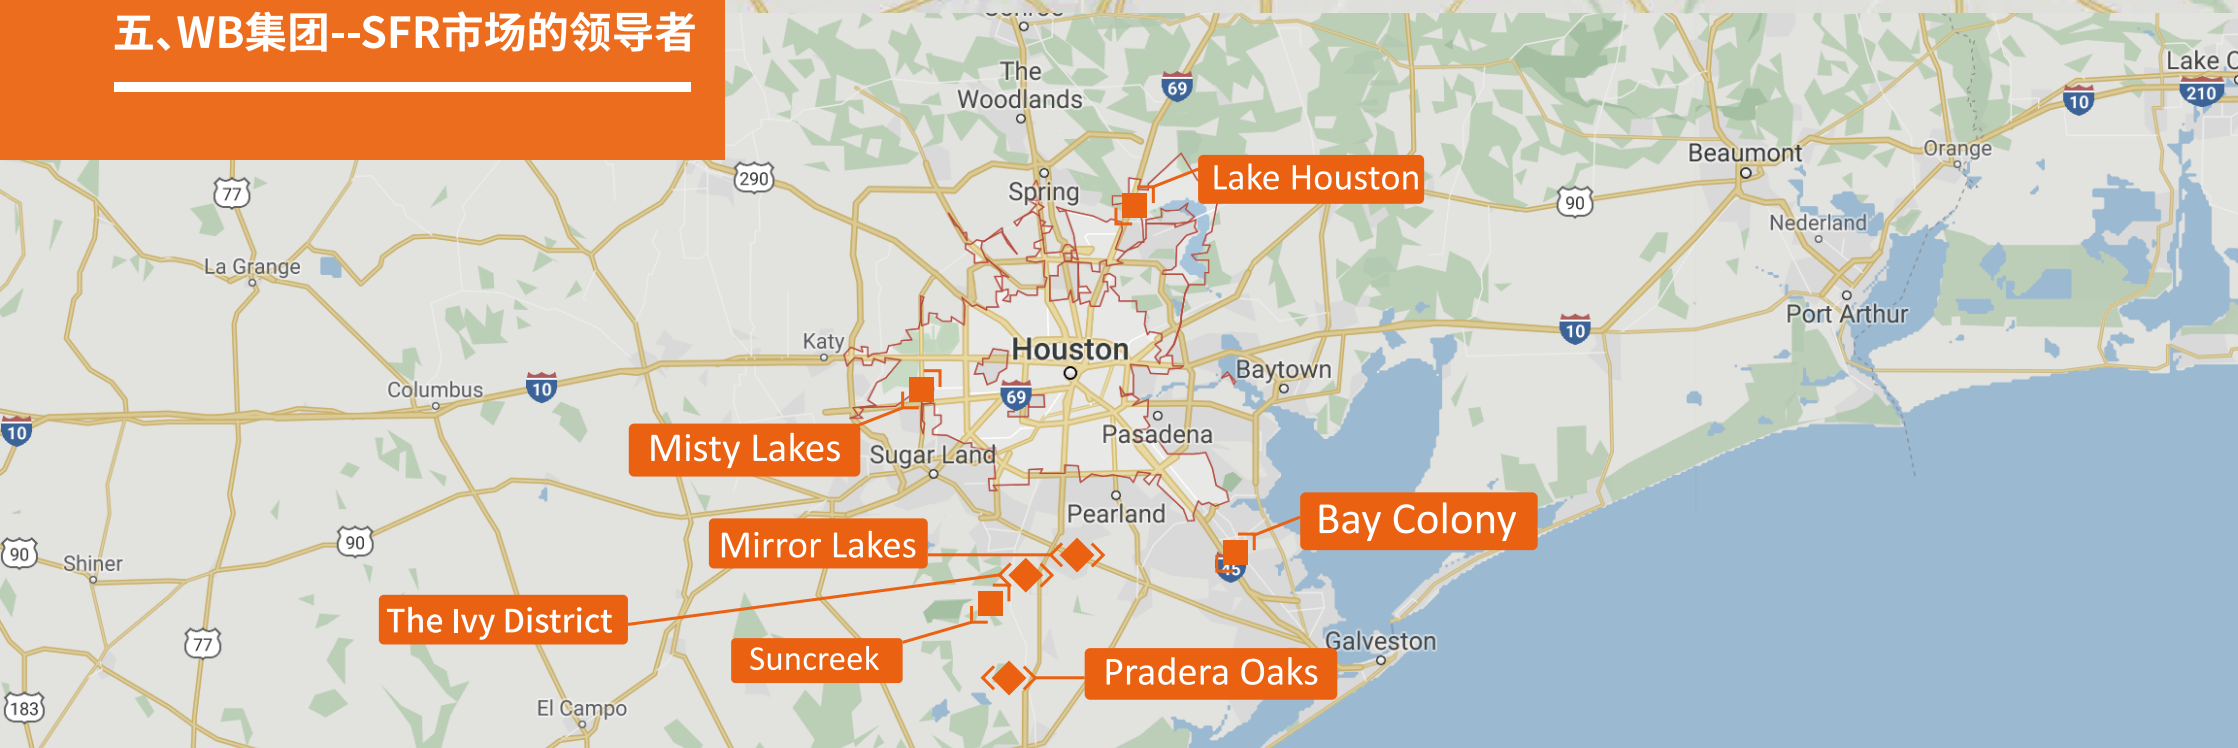 五、WB集团--SFR市场的领导者
The
Woodlands
69
Lake C
210
10
Beaumont
Orange
290
77
Spring
Lake Houston
90
Nederland
La Grange
Port Arthur
10
Katy
Houston
Baytown
Columbus
10
69
10
Misty Lakes
Sugar Land
Pasadena
Pearland
Bay Colony
Mirror Lakes
90
90
Shiner
45
The Ivy District
77
Suncreek
Galveston
Pradera Oaks
183
El Campo